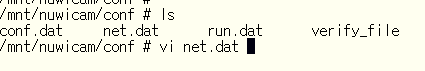 /mnt/nuwicam/conf #
/mnt/nuwicam/conf # ls
conf.dat net.dat run.dat verify_file
/mnt/nuwicam/conf # vi net.dat